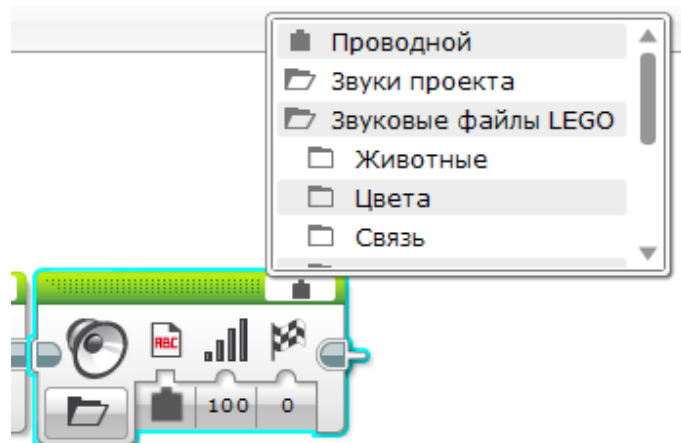 Проводной
Звуки проекта
Звуковые файлы LEGO
Животные
Цвета
Связь
ABC
100
0